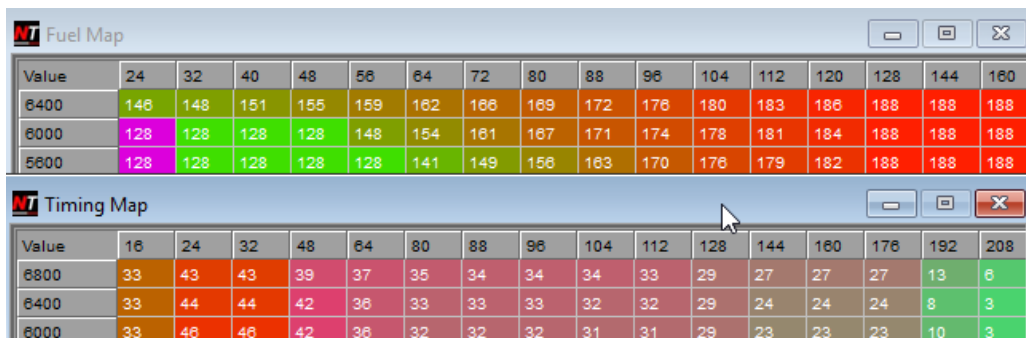 NT Fuel Map
Value 24 32 40 48 56 64 72 80 88 96 104 112 120 128 144 160
6400 146 148 151 155 159 162 166 169 172 176 180 183 186 188 188 188
6000 128 128 128 128 148 154 161 167 171 174 178 181 184 188 188 188
5600 128 128 128 128 128 141 149 156 163 170 176 179 182 188 188 188
NT Timing Map
Value 16 24 32 48 64 80 88 96 104 112 128 144 160 176 192 208
6800 33 43 43 39 37 35 34 34 34 33 29 27 27 27 13 6
6400 33 44 44 42 36 33 33 33 32 32 29 24 24 24 8 3
6000 33 46 46 42 36 32 32 32 31 31 29 23 23 23 10 3